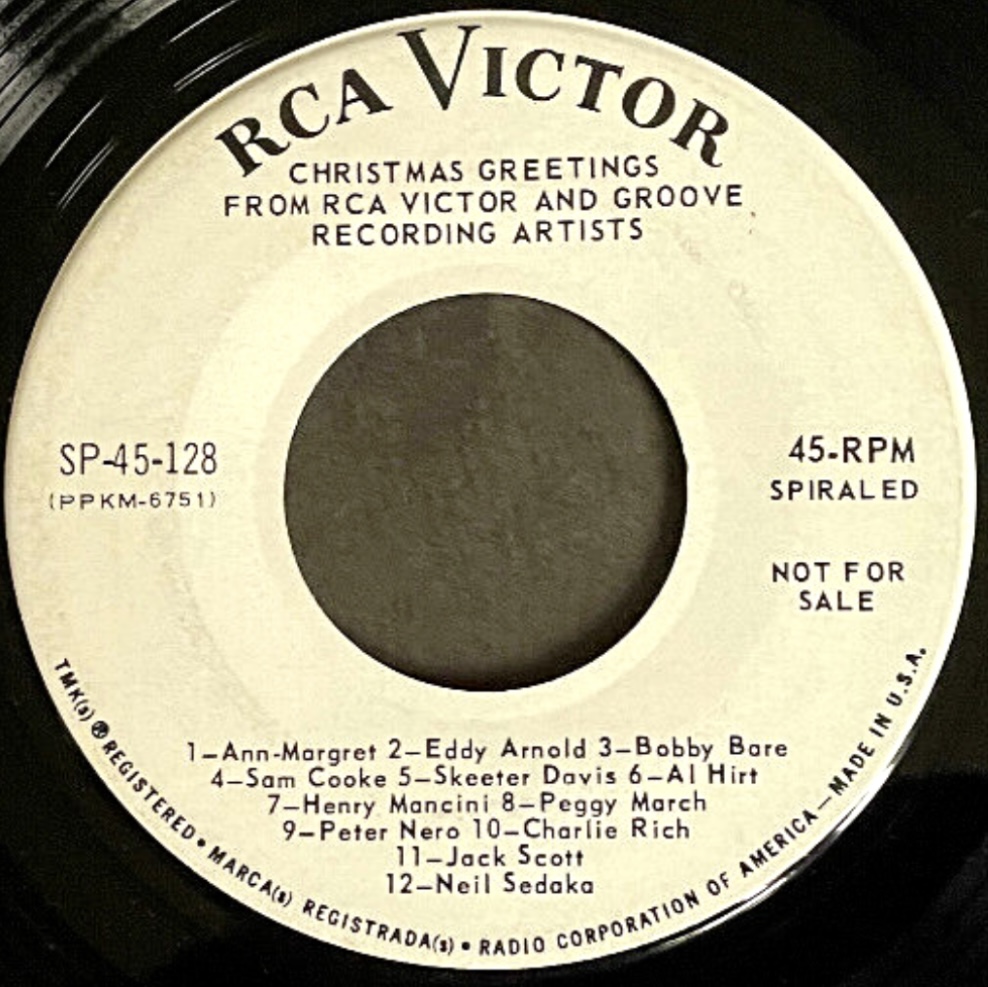 RCA VICTOR
CHRISTMAS GREETINGS
FROM RCA VICTOR AND GROOVE
RECORDING ARTISTS
SP-45-128
(PPKM-6751)
45-RPM
SPIRALED
NOT FOR
SALE
1–Ann-Margret 2–Eddy Arnold 3–Bobby Bare
4–Sam Cooke 5–Skeeter Davis 6–Al Hirt
7–Henry Mancini 8–Peggy March
9–Peter Nero 10–Charlie Rich
11–Jack Scott
12–Neil Sedaka
TMK(s) ® REGISTERED • MARCA(s) REGISTRADA(s) • RADIO CORPORATION OF AMERICA—MADE IN U.S.A.